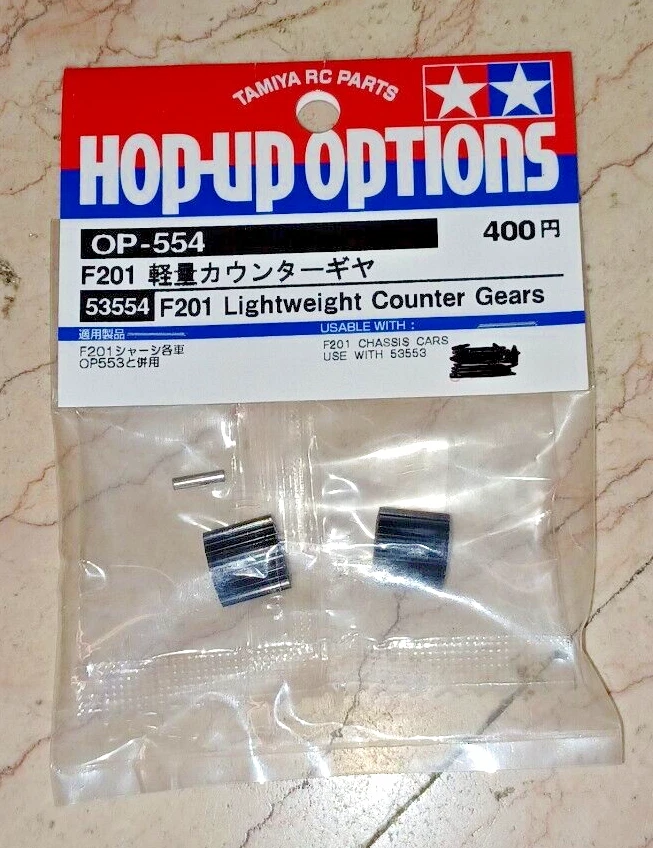 TAMIYA RC PARTS
HOP-UP OPTIONS
OP-554
400円
F201 軽量カウンターギヤ
53554 F201 Lightweight Counter Gears
適用製品
F201シャーシ各車
OP553と併用
USABLE WITH :
F201 CHASSIS CARS
USE WITH 53553